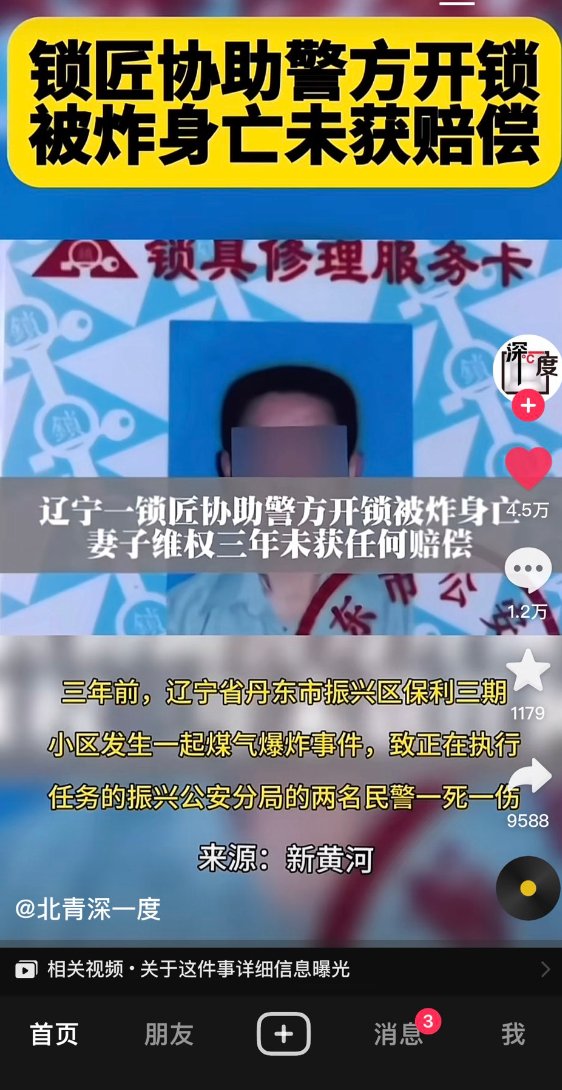 锁匠协助警方开锁
被炸身亡未获赔偿
锁具修理服务卡
鎖
鎖
鎖
深°C度
辽宁一锁匠协助警方开锁被炸身亡
妻子维权三年未获任何赔偿
4.5万
1.2万
东市公
三年前，辽宁省丹东市振兴区保利三期
小区发生一起煤气爆炸事件，致正在执行
任务的振兴公安分局的两名民警一死一伤
1179
9588
来源：新黄河
@北青深一度
相关视频·关于这件事详细信息曝光
首页
朋友
消息
3
我